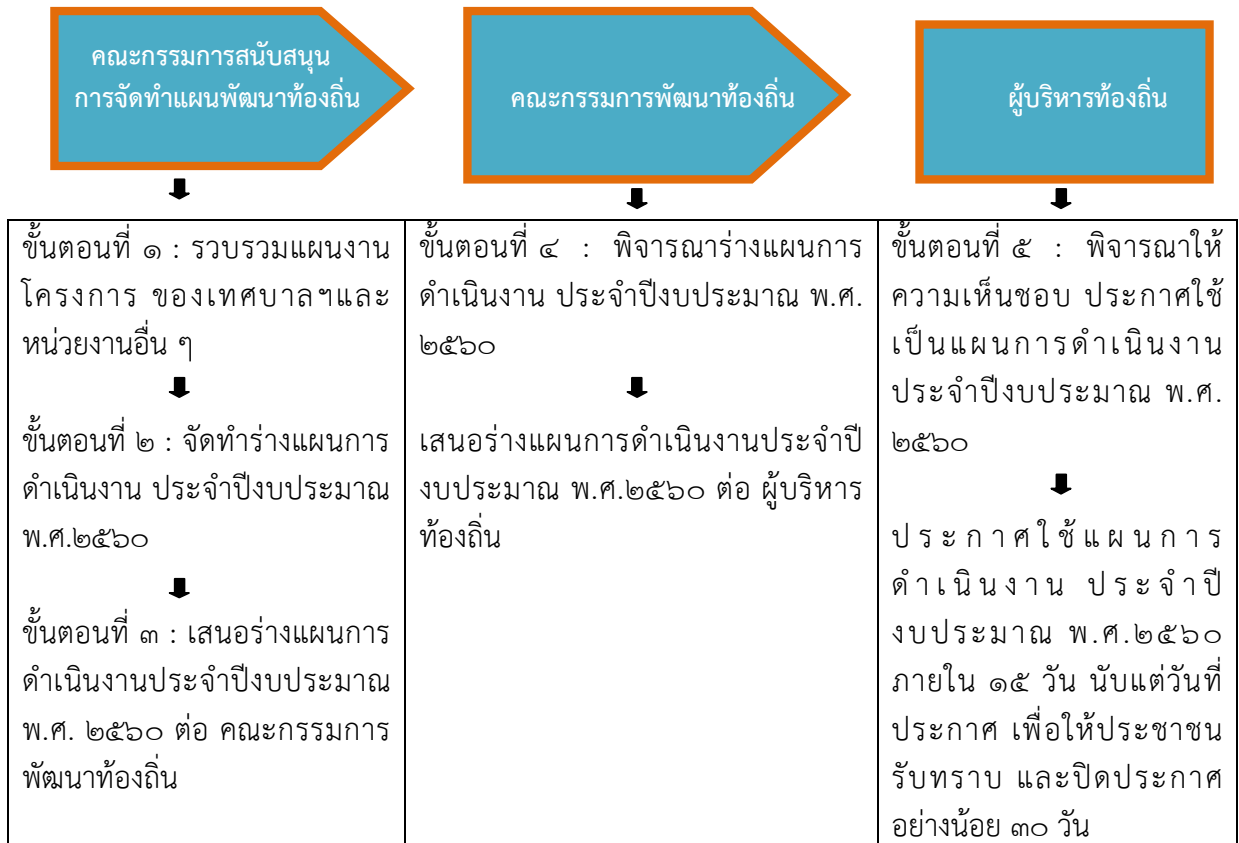 คณะกรรมการสนับสนุน
การจัดทำแผนพัฒนาท้องถิ่น
คณะกรรมการพัฒนาท้องถิ่น
ผู้บริหารท้องถิ่น
ขั้นตอนที่ ๑ : รวบรวมแผนงาน
โครงการ ของเทศบาลฯและ
หน่วยงานอื่น ๆ
ขั้นตอนที่ ๒ : จัดทำร่างแผนการ
ดำเนินงาน ประจำปีงบประมาณ
พ.ศ.๒๕๖๐
ขั้นตอนที่ ๓ : เสนอร่างแผนการ
ดำเนินงานประจำปีงบประมาณ
พ.ศ. ๒๕๖๐ ต่อ คณะกรรมการ
พัฒนาท้องถิ่น
ขั้นตอนที่ ๔ : พิจารณาร่างแผนการ
ดำเนินงาน ประจำปีงบประมาณ พ.ศ.
๒๕๖๐
เสนอร่างแผนการดำเนินงานประจำปี
งบประมาณ พ.ศ.๒๕๖๐ ต่อ ผู้บริหาร
ท้องถิ่น
ขั้นตอนที่ ๕ : พิจารณาให้
ความเห็นชอบ ประกาศใช้
เป็นแผนการดำเนินงาน
ประจำปีงบประมาณ พ.ศ.
๒๕๖๐
ประกาศใช้แผนการ
ดำเนินงาน ประจำปี
งบประมาณ พ.ศ.๒๕๖๐
ภายใน ๑๕ วัน นับแต่วันที่
ประกาศ เพื่อให้ประชาชน
รับทราบ และปิดประกาศ
อย่างน้อย ๓๐ วัน